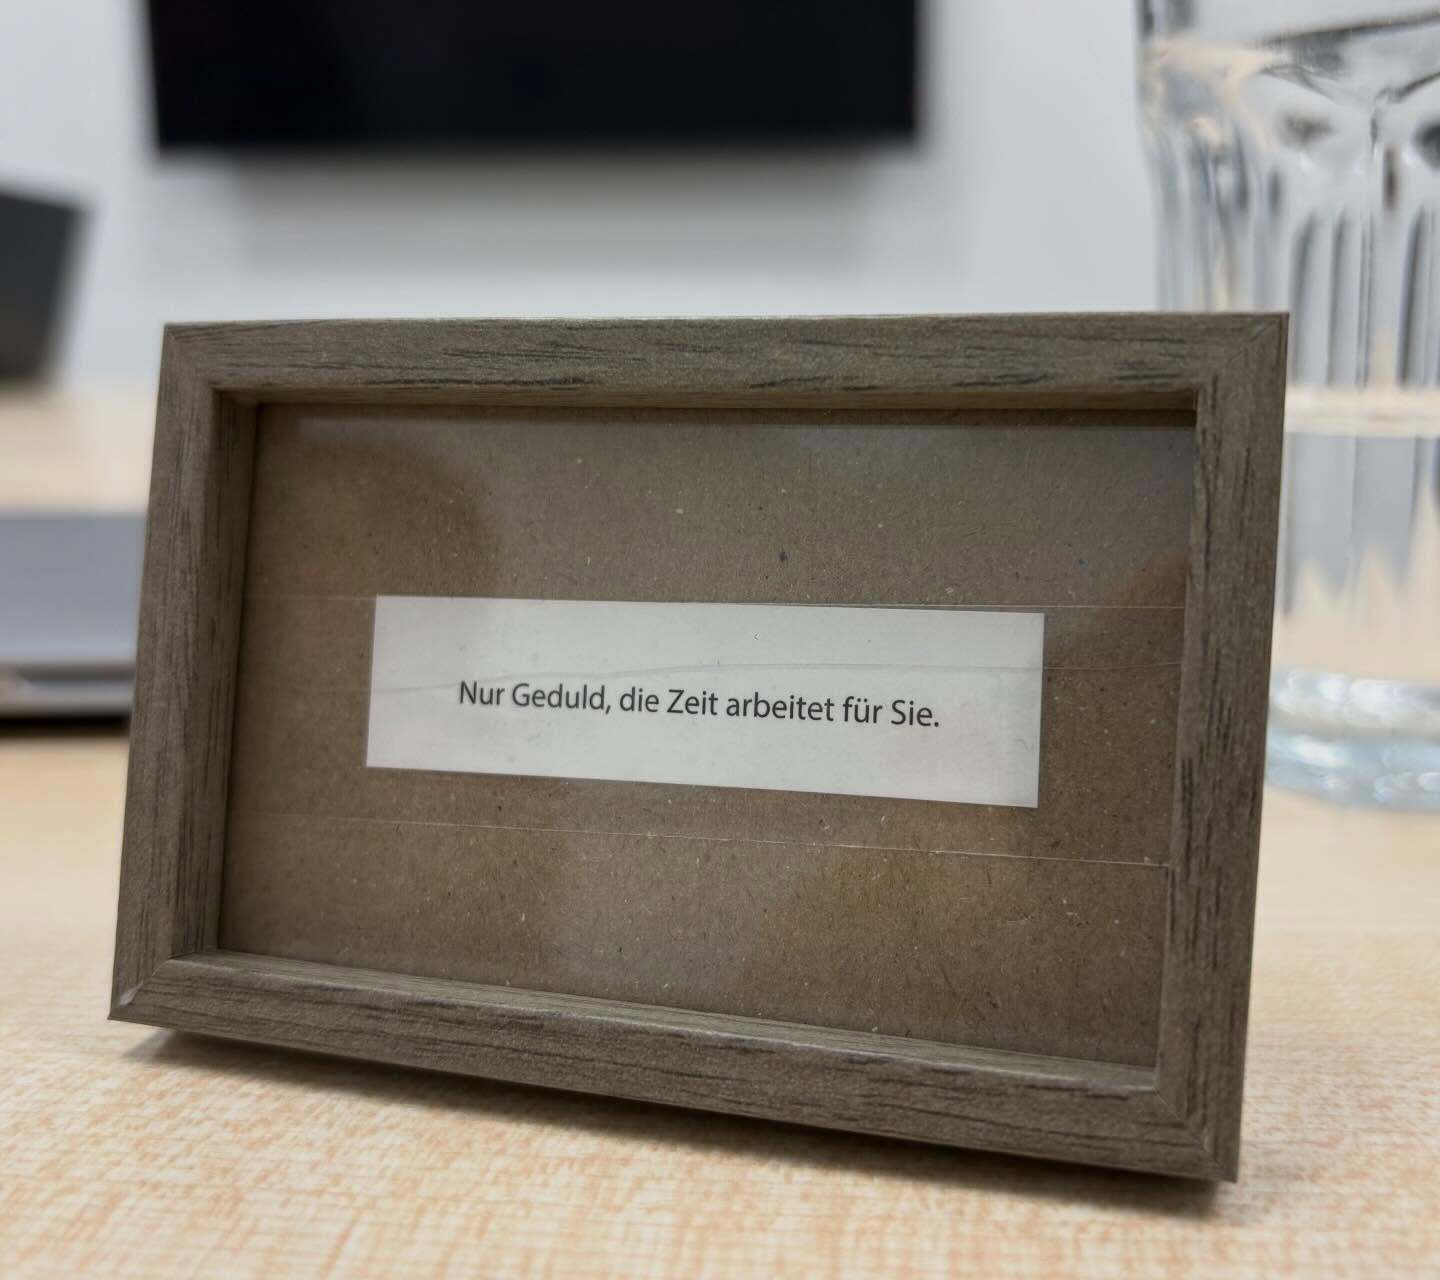 Nur Geduld, die Zeit arbeitet für Sie.